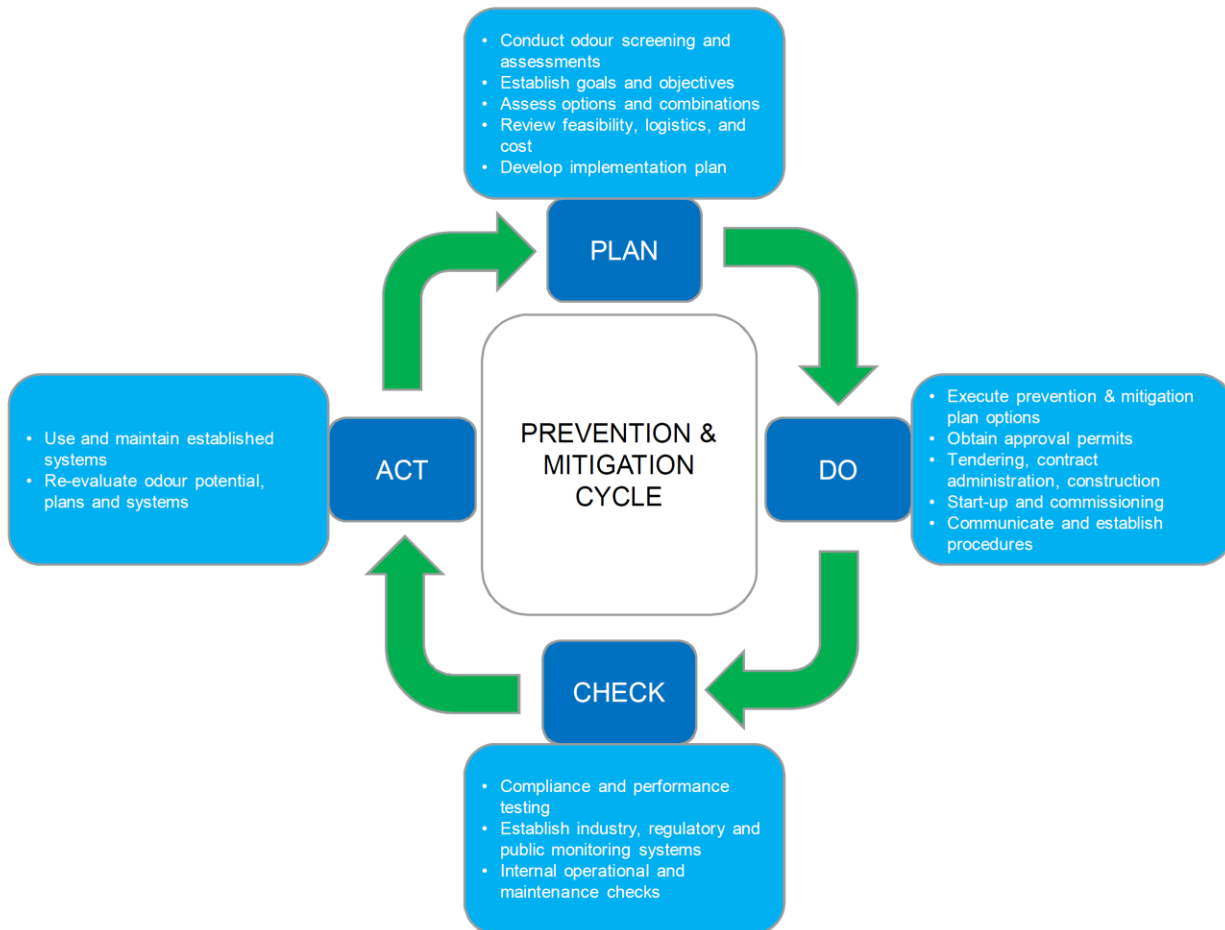 • Conduct odour screening and
assessments
• Establish goals and objectives
• Assess options and combinations
• Review feasibility, logistics, and
cost
• Develop implementation plan
PLAN
• Execute prevention & mitigation
plan options
• Obtain approval permits
• Tendering, contract
administration, construction
• Start-up and commissioning
• Communicate and establish
procedures
DO
PREVENTION &
MITIGATION
CYCLE
• Use and maintain established
systems
• Re-evaluate odour potential,
plans and systems
ACT
CHECK
• Compliance and performance
testing
• Establish industry, regulatory and
public monitoring systems
• Internal operational and
maintenance checks